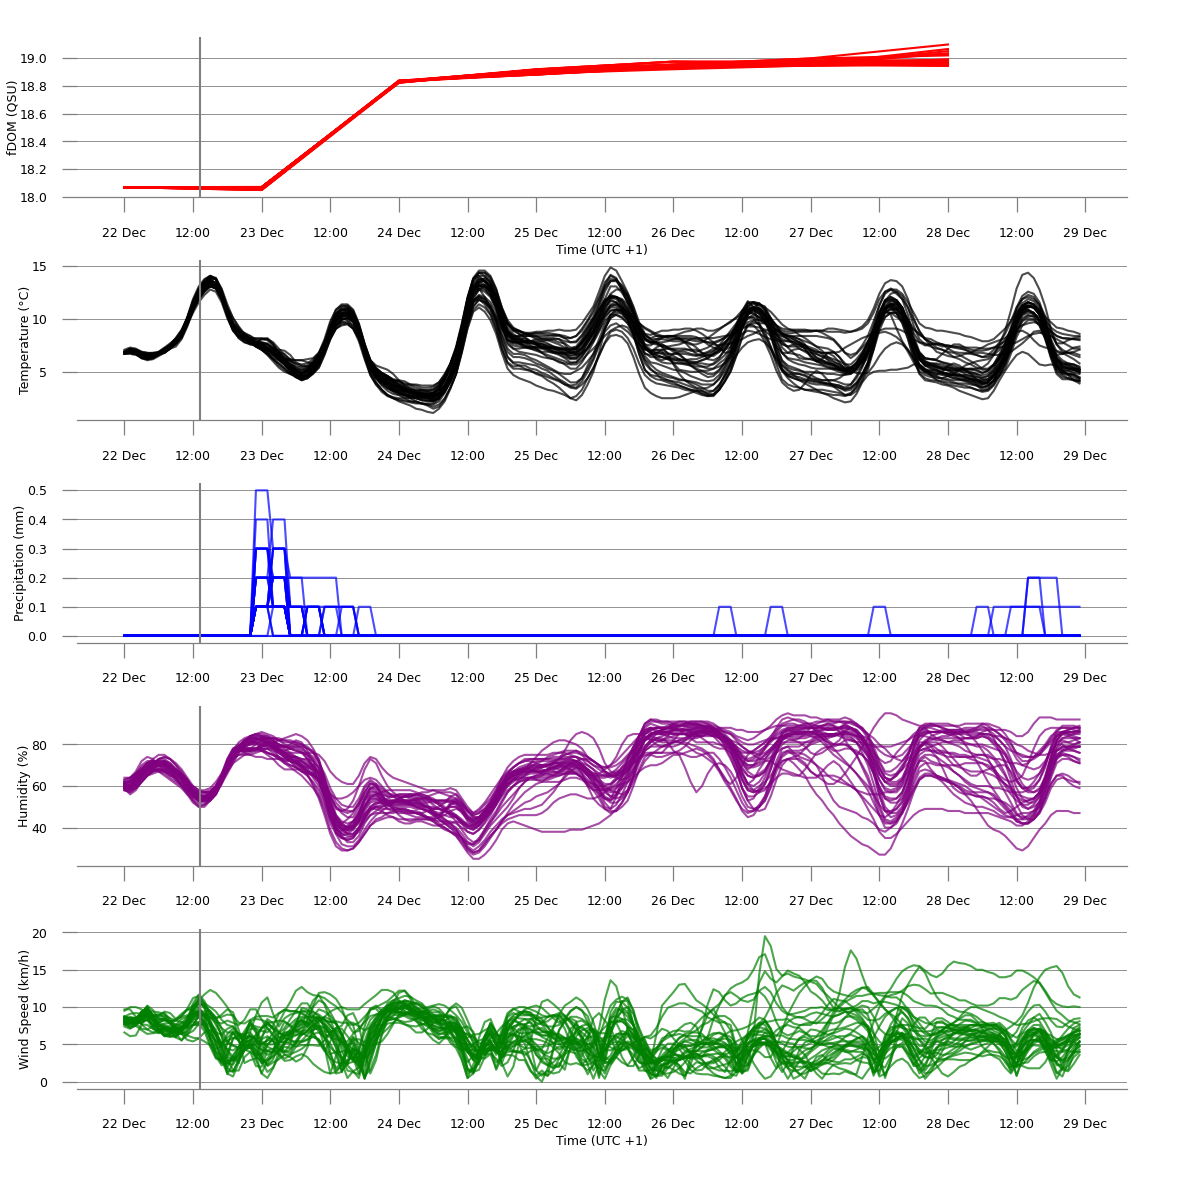 19.0
18.8
18.6
18.4
18.2
18.0
fDOM (QSU)
22 Dec 12:00 23 Dec 12:00 24 Dec 12:00 25 Dec 12:00 26 Dec 12:00 27 Dec 12:00 28 Dec 12:00 29 Dec
Time (UTC +1)
15
10
5
Temperature (°C)
22 Dec 12:00 23 Dec 12:00 24 Dec 12:00 25 Dec 12:00 26 Dec 12:00 27 Dec 12:00 28 Dec 12:00 29 Dec
0.5
0.4
0.3
0.2
0.1
0.0
Precipitation (mm)
22 Dec 12:00 23 Dec 12:00 24 Dec 12:00 25 Dec 12:00 26 Dec 12:00 27 Dec 12:00 28 Dec 12:00 29 Dec
80
60
40
Humidity (%)
22 Dec 12:00 23 Dec 12:00 24 Dec 12:00 25 Dec 12:00 26 Dec 12:00 27 Dec 12:00 28 Dec 12:00 29 Dec
20
15
10
5
0
Wind Speed (km/h)
22 Dec 12:00 23 Dec 12:00 24 Dec 12:00 25 Dec 12:00 26 Dec 12:00 27 Dec 12:00 28 Dec 12:00 29 Dec
Time (UTC +1)